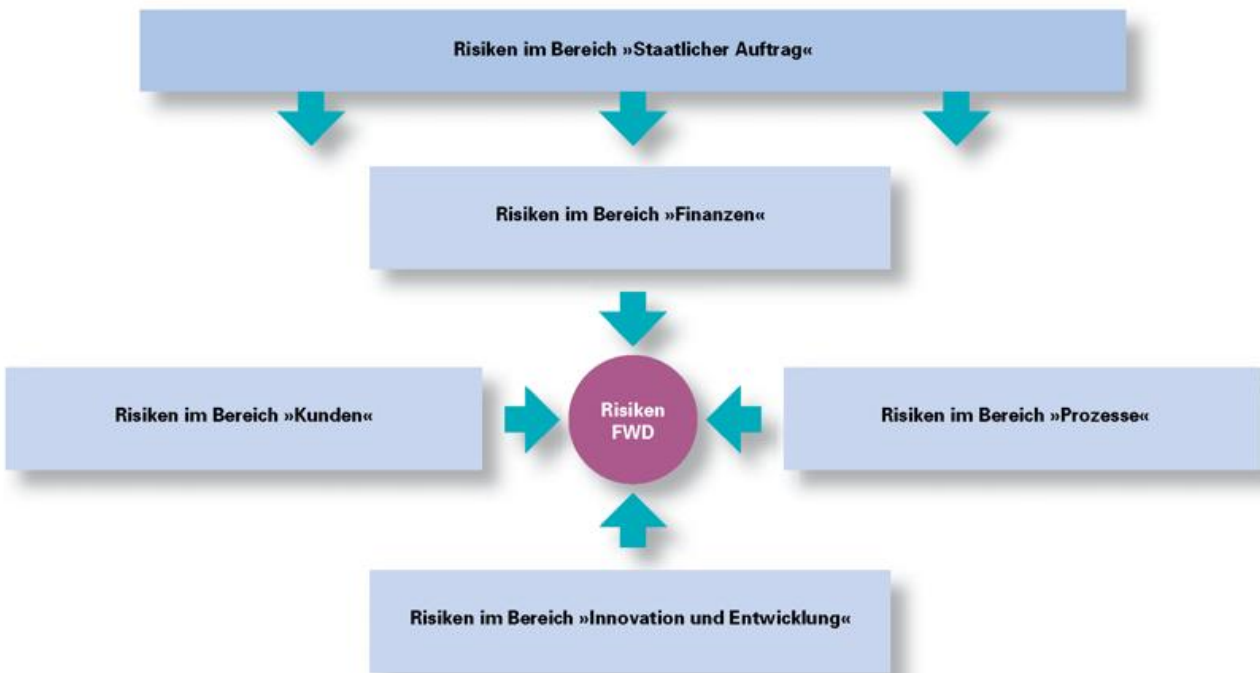 Risiken im Bereich »Staatlicher Auftrag«
Risiken im Bereich »Finanzen«
Risiken im Bereich »Kunden«
Risiken
FWD
Risiken im Bereich »Prozesse«
Risiken im Bereich »Innovation und Entwicklung«